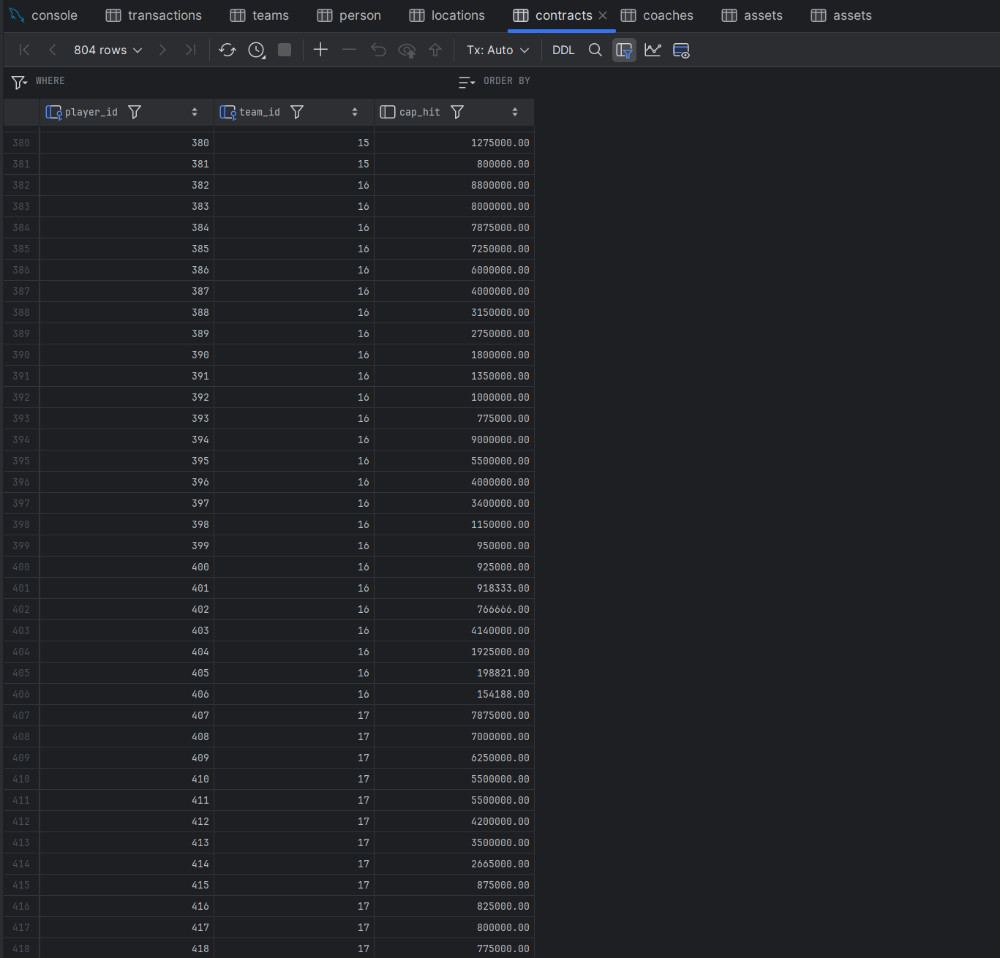 console transactions teams person locations contracts coaches assets assets
804 rows Tx: Auto DDL
WHERE ORDER BY
player_id team_id cap_hit
380 380 15 1275000.00
381 381 15 800000.00
382 382 16 8800000.00
383 383 16 8000000.00
384 384 16 7875000.00
385 385 16 7250000.00
386 386 16 6000000.00
387 387 16 4000000.00
388 388 16 3150000.00
389 389 16 2750000.00
390 390 16 1800000.00
391 391 16 1350000.00
392 392 16 1000000.00
393 393 16 775000.00
394 394 16 9000000.00
395 395 16 5500000.00
396 396 16 4000000.00
397 397 16 3400000.00
398 398 16 1150000.00
399 399 16 950000.00
400 400 16 925000.00
401 401 16 918333.00
402 402 16 766666.00
403 403 16 4140000.00
404 404 16 1925000.00
405 405 16 198821.00
406 406 16 154188.00
407 407 17 7875000.00
408 408 17 7000000.00
409 409 17 6250000.00
410 410 17 5500000.00
411 411 17 5500000.00
412 412 17 4200000.00
413 413 17 3500000.00
414 414 17 2665000.00
415 415 17 875000.00
416 416 17 825000.00
417 417 17 800000.00
418 418 17 775000.00